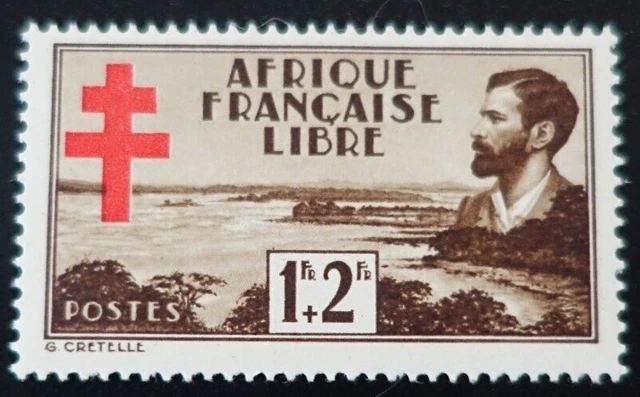 AFRIQUE
FRANÇAISE
LIBRE
1FR + 2FR
POSTES
G. CRETELLE